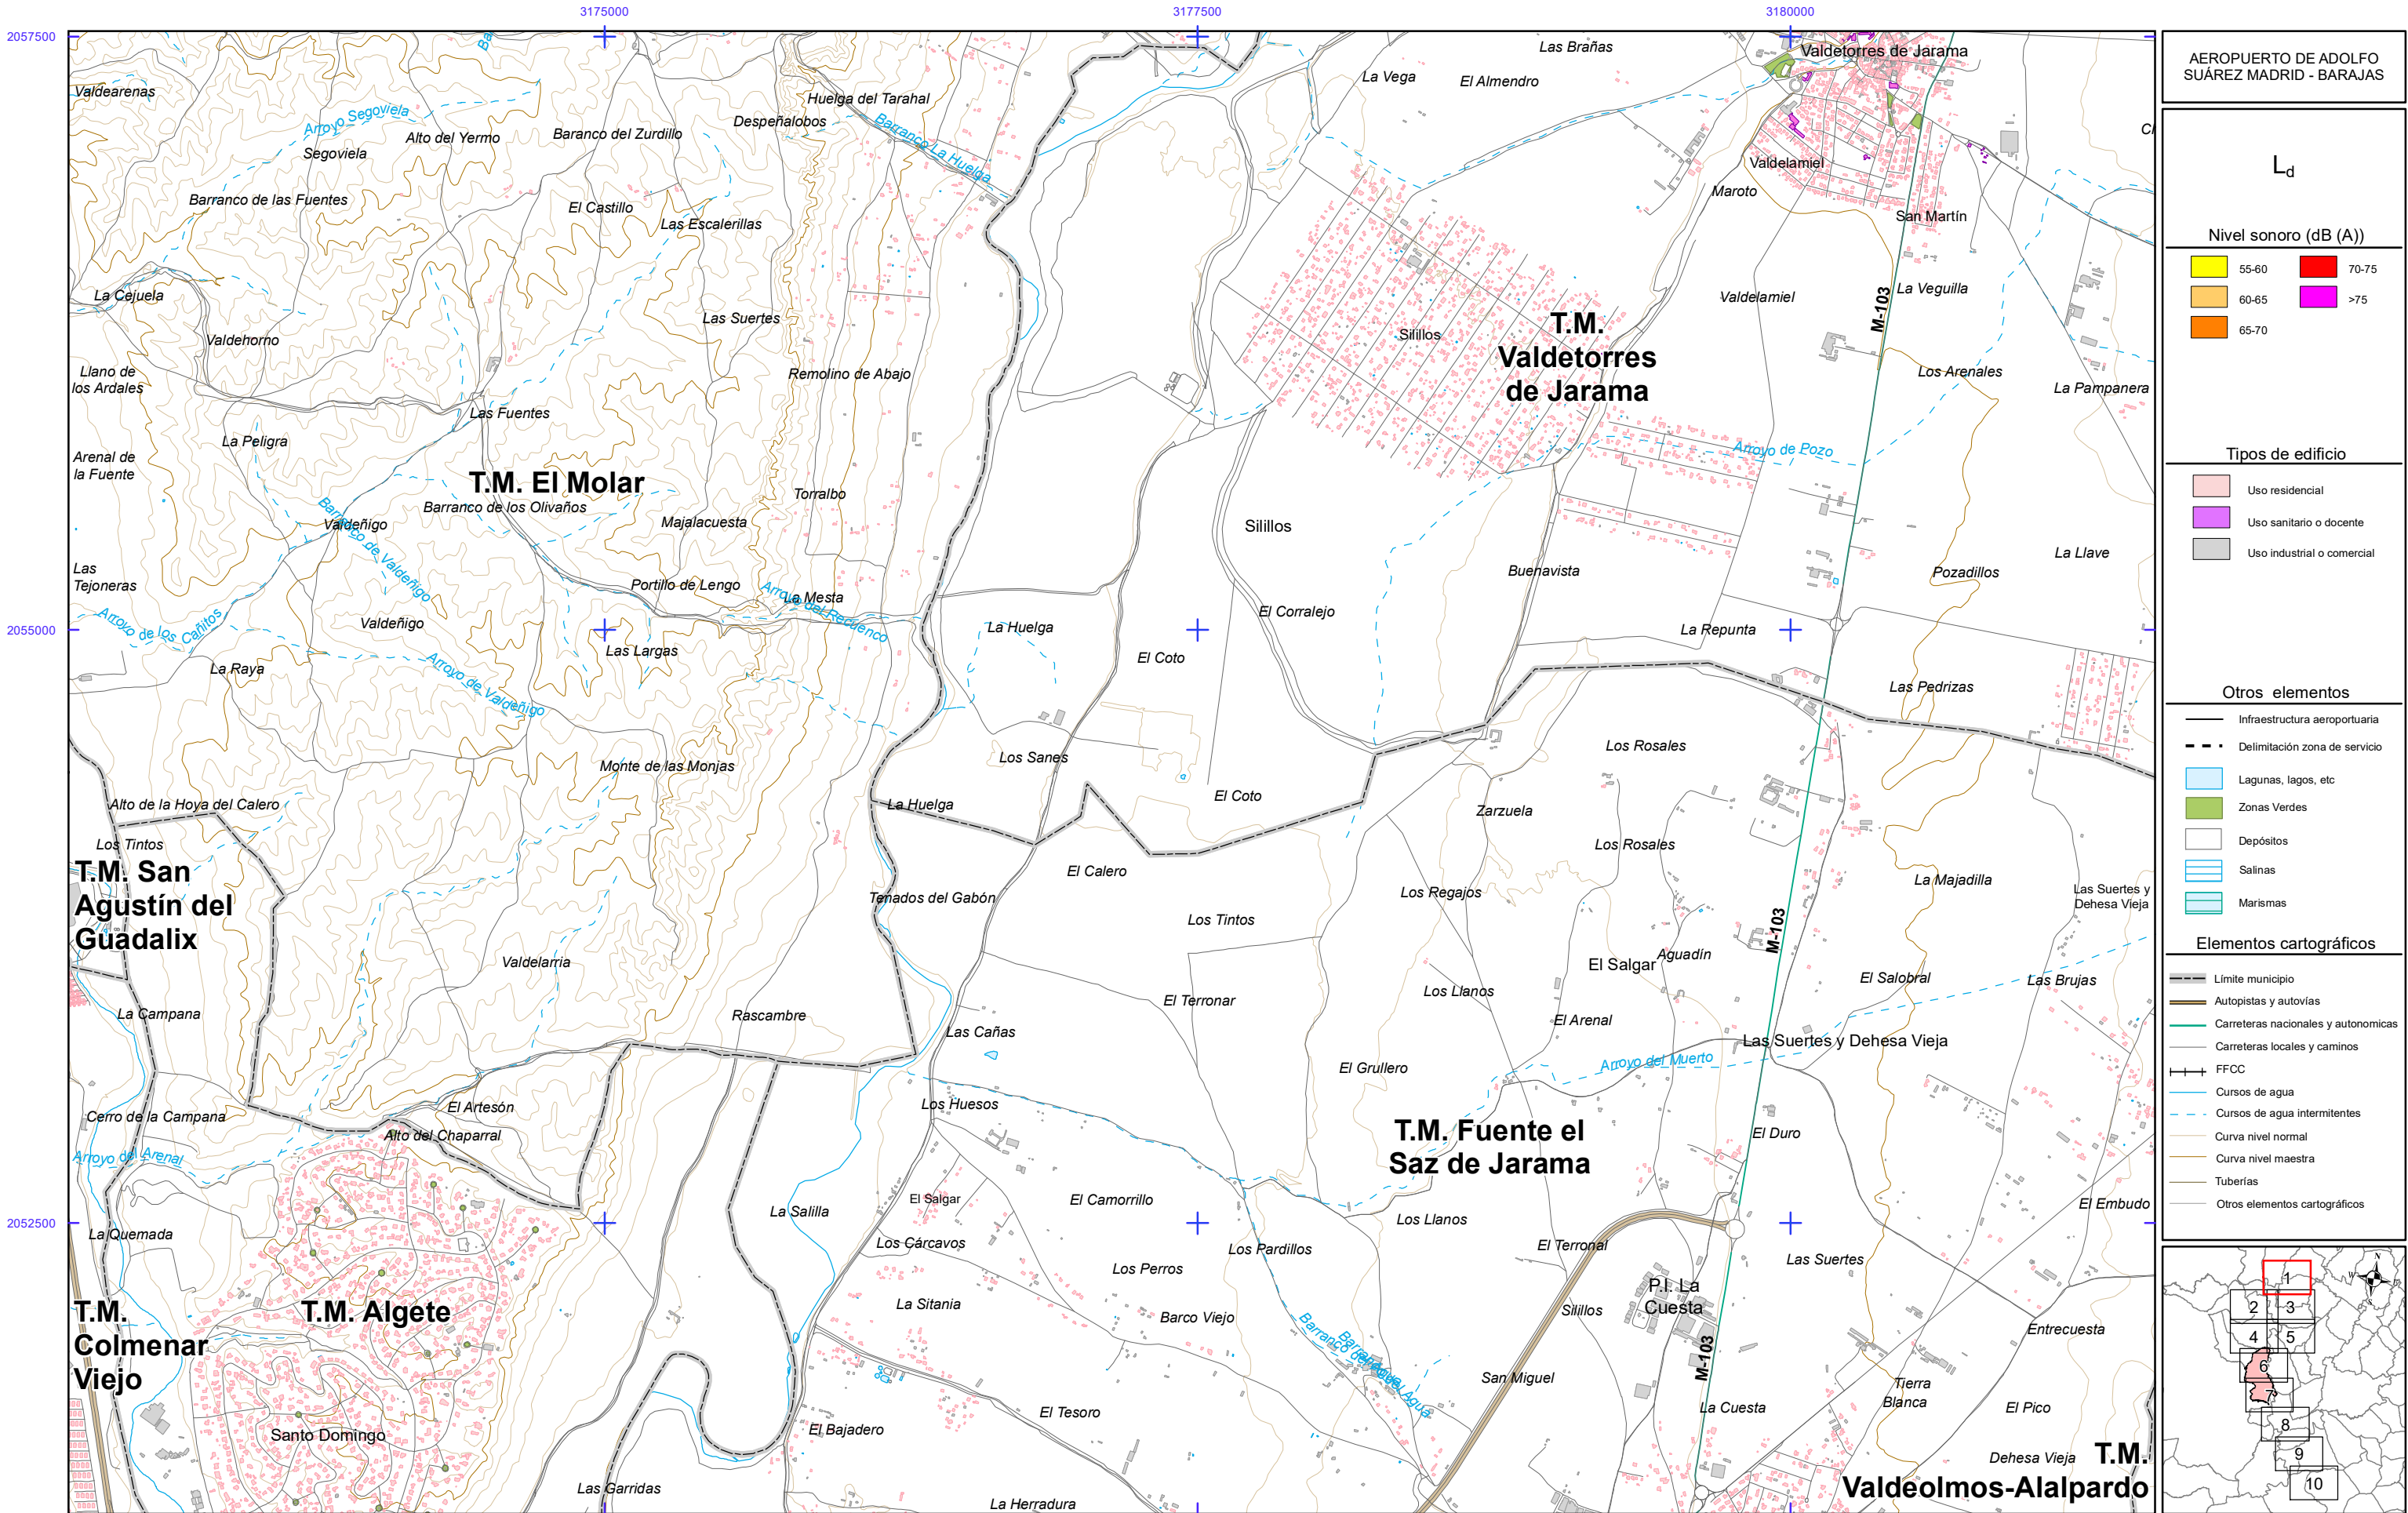 3175000
3177500
3180000
2057500
2055000
2052500
Valdearenas
Arroyo Segoviela
Segoviela
Alto del Yermo
Baranco del Zurdillo
Despeñalobos
Huelga del Tarahal
Barranco La Huelga
Barranco de las Fuentes
El Castillo
Las Escalerillas
La Cejuela
Valdehorno
Las Suertes
Llano de
los Ardales
Remolino de Abajo
Las Fuentes
La Peligra
Arenal de
la Fuente
T.M. El Molar
Barranco de los Olivaños
Torralbo
Majalacuesta
Valdeñigo
Barranco de Valdeñigo
Las
Tejoneras
Portillo de Lengo
La Mesta
Arroyo del Recuenco
Arroyo de los Cañitos
Valdeñigo
La Raya
Arroyo de Valdeñigo
Las Largas
Monte de las Monjas
Alto de la Hoya del Calero
Los Tintos
T.M. San
Agustín del
Guadalix
Valdelarria
La Campana
Rascambre
Cerro de la Campana
El Artesón
Alto del Chaparral
Arroyo del Arenal
La Quemada
T.M.
Colmenar
Viejo
T.M. Algete
Santo Domingo
Las Garridas
Las Brañas
La Vega
El Almendro
Valdetorres de Jarama
Valdelamiel
Maroto
San Martín
Valdelamiel
M-103
La Veguilla
Silillos
T.M.
Valdetorres
de Jarama
Los Arenales
La Pampanera
Arroyo de Pozo
Silillos
Buenavista
La Llave
Pozadillos
El Corralejo
La Huelga
El Coto
La Repunta
Las Pedrizas
Los Sanes
Los Rosales
La Huelga
El Coto
Zarzuela
Los Rosales
El Calero
Tenados del Gabón
Los Regajos
La Majadilla
Las Suertes y
Dehesa Vieja
Los Tintos
M-103
Aguadín
El Salgar
El Salobral
Las Brujas
El Terronar
Los Llanos
El Arenal
Las Cañas
Las Suertes y Dehesa Vieja
Arroyo del Muerto
El Grullero
Los Huesos
T.M. Fuente el
Saz de Jarama
El Duro
El Salgar
El Camorrillo
La Salilla
Los Llanos
El Embudo
Los Cárcavos
Los Pardillos
El Terronal
Las Suertes
Los Perros
P.I. La
Cuesta
La Sitania
Barco Viejo
Silillos
Entrecuesta
M-103
San Miguel
Tierra
Blanca
El Tesoro
La Cuesta
El Pico
El Bajadero
Dehesa Vieja
La Herradura
T.M.
Valdeolmos-Alalpardo
AEROPUERTO DE ADOLFO
SUÁREZ MADRID - BARAJAS
Ld
Nivel sonoro (dB (A))
55-60
70-75
60-65
>75
65-70
Tipos de edificio
Uso residencial
Uso sanitario o docente
Uso industrial o comercial
Otros elementos
Infraestructura aeroportuaria
Delimitación zona de servicio
Lagunas, lagos, etc
Zonas Verdes
Depósitos
Salinas
Marismas
Elementos cartográficos
Límite municipio
Autopistas y autovías
Carreteras nacionales y autonomicas
Carreteras locales y caminos
FFCC
Cursos de agua
Cursos de agua intermitentes
Curva nivel normal
Curva nivel maestra
Tuberías
Otros elementos cartográficos
N
1
2
3
4
5
6
7
8
9
10